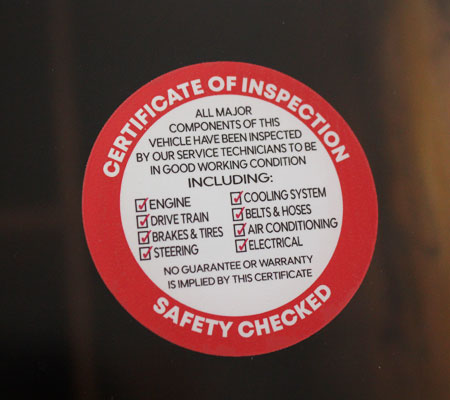 CERTIFICATE OF INSPECTION
ALL MAJOR
COMPONENTS OF THIS
VEHICLE HAVE BEEN INSPECTED
BY OUR SERVICE TECHNICIANS TO BE
IN GOOD WORKING CONDITION
INCLUDING:
ENGINE
DRIVE TRAIN
BRAKES & TIRES
STEERING
COOLING SYSTEM
BELTS & HOSES
AIR CONDITIONING
ELECTRICAL
NO GUARANTEE OR WARRANTY
IS IMPLIED BY THIS CERTIFICATE
SAFETY CHECKED